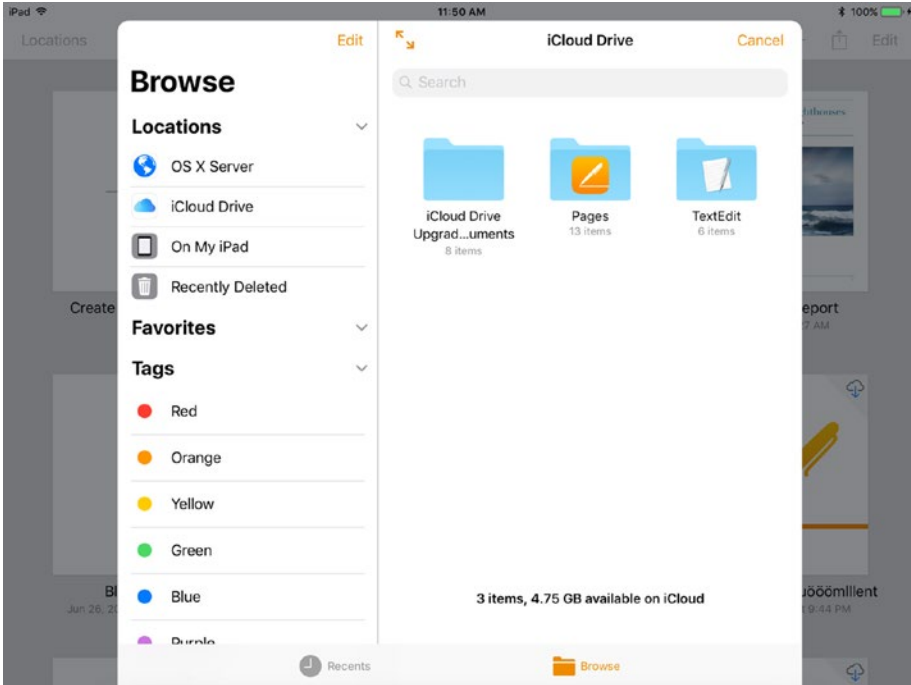 iPad
11:50 AM
100%
Locations
Edit
Edit
iCloud Drive
Cancel
Browse
Search
Locations
OS X Server
iCloud Drive
On My iPad
Recently Deleted
Favorites
Tags
Red
Orange
Yellow
Green
Blue
Purple
iCloud Drive
Upgrad...uments
8 items
Pages
13 items
TextEdit
6 items
3 items, 4.75 GB available on iCloud
Recents
Browse
Create
eport
7 AM
Bl
Jun 26, 20
9:44 PM